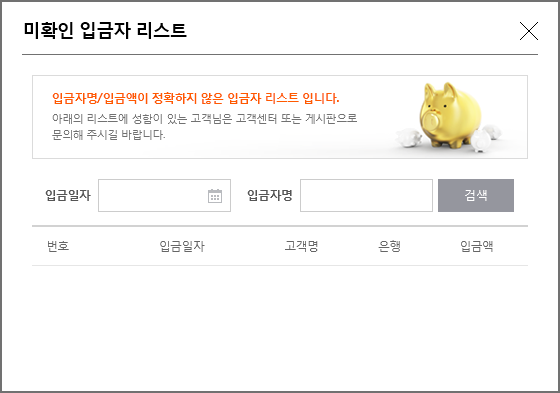 미확인 입금자 리스트
입금자명/입금액이 정확하지 않은 입금자 리스트 입니다.
아래의 리스트에 성함이 있는 고객님은 고객센터 또는 게시판으로
문의해 주시길 바랍니다.
입금일자 입금자명 검색
번호 입금일자 고객명 은행 입금액